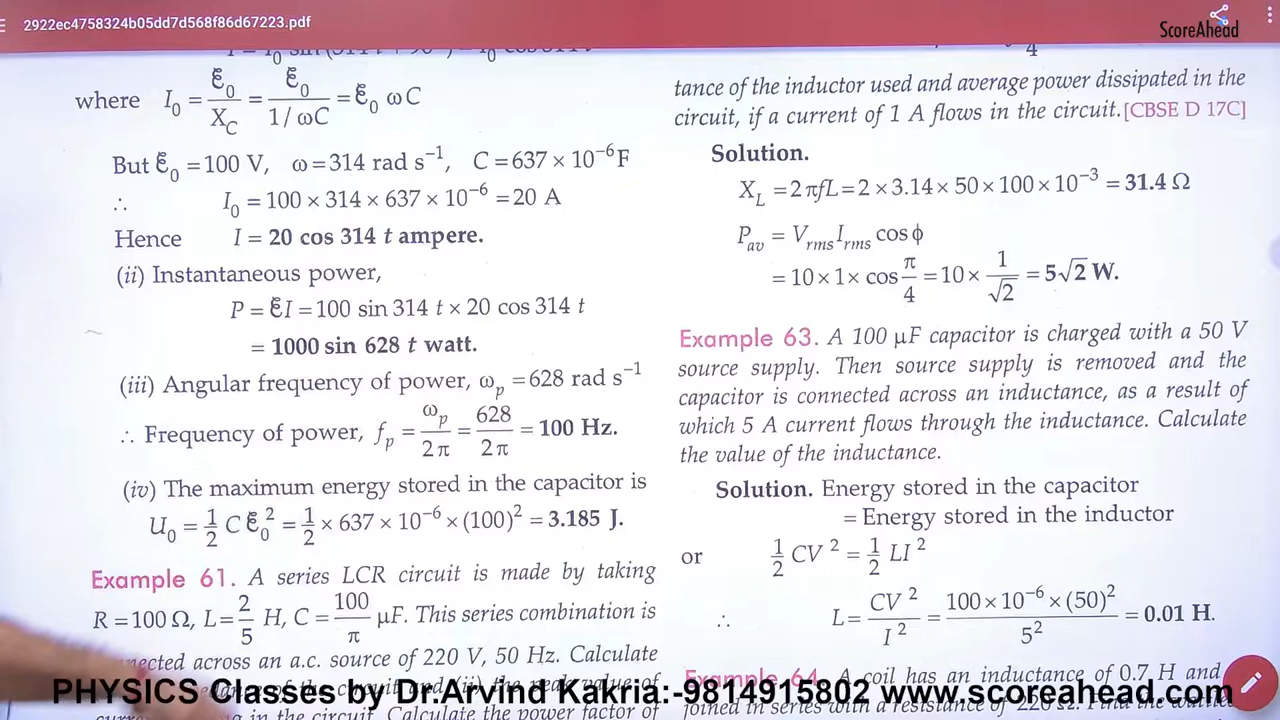 2922ec4758324b05dd7d568f86d67223.pdf
ScoreAhead
where I₀ = ℰ₀/X_C = ℰ₀/(1/ωC) = ℰ₀ ωC
But ℰ₀ = 100 V, ω = 314 rad s⁻¹, C = 637 × 10⁻⁶ F
∴ I₀ = 100 × 314 × 637 × 10⁻⁶ = 20 A
Hence I = 20 cos 314 t ampere.
(ii) Instantaneous power,
P = ℰI = 100 sin 314 t × 20 cos 314 t
= 1000 sin 628 t watt.
(iii) Angular frequency of power, ω_p = 628 rad s⁻¹
∴ Frequency of power, f_p = ω_p/2π = 628/2π = 100 Hz.
(iv) The maximum energy stored in the capacitor is
U₀ = 1/2 C ℰ₀² = 1/2 × 637 × 10⁻⁶ × (100)² = 3.185 J.
Example 61. A series LCR circuit is made by taking
R = 100 Ω, L = 2/5 H, C = 100/π μF. This series combination is
connected across an a.c. source of 220 V, 50 Hz. Calculate
4
tance of the inductor used and average power dissipated in the
circuit, if a current of 1 A flows in the circuit. [CBSE D 17C]
Solution.
X_L = 2πfL = 2 × 3.14 × 50 × 100 × 10⁻³ = 31.4 Ω
P_av = V_rms I_rms cos ϕ
= 10 × 1 × cos π/4 = 10 × 1/√2 = 5√2 W.
Example 63. A 100 μF capacitor is charged with a 50 V
source supply. Then source supply is removed and the
capacitor is connected across an inductance, as a result of
which 5 A current flows through the inductance. Calculate
the value of the inductance.
Solution. Energy stored in the capacitor
= Energy stored in the inductor
or 1/2 CV² = 1/2 LI²
∴ L = CV²/I² = 100 × 10⁻⁶ × (50)²/5² = 0.01 H.
Example 64. A coil has an inductance of 0.7 H and
joined in series with a resistance of 220 Ω. Find the
PHYSICS Classes by Dr.Arvind Kakria:-9814915802 www.scoreahead.com